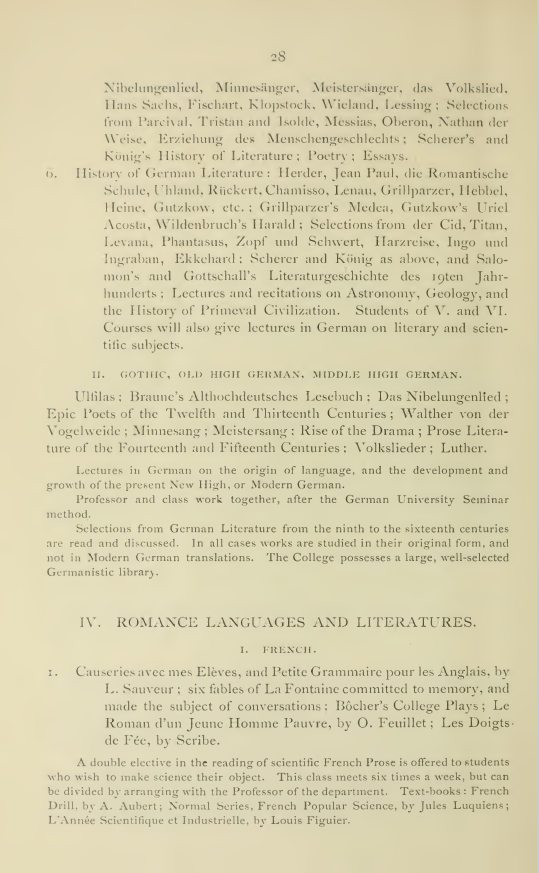 28
Nibelungenlied, Minnesänger, Meistersänger, das Volkslied,
Hans Sachs, Fischart, Klopstock, Wieland, Lessing; Selections
from Parcival, Tristan and Isolde, Messias, Oberon, Nathan der
Weise, Erziehung des Menschengeschlechts; Scherer's and
König's History of Literature; Poetry; Essays.
6. History of German Literature: Herder, Jean Paul, die Romantische
Schule, Uhland, Rückert, Chamisso, Lenau, Grillparzer, Hebbel,
Heine, Gutzkow, etc.; Grillparzer's Medea, Gutzkow's Uriel
Acosta, Wildenbruch's Harald; Selections from der Cid, Titan,
Levana, Phantasus, Zopf und Schwert, Harzreise, Ingo und
Ingraban, Ekkehard; Scherer and König as above, and Salo-
mon's and Gottschall's Literaturgeschichte des 19ten Jahr-
hunderts; Lectures and recitations on Astronomy, Geology, and
the History of Primeval Civilization. Students of V. and VI.
Courses will also give lectures in German on literary and scien-
tific subjects.
II. GOTHIC, OLD HIGH GERMAN, MIDDLE HIGH GERMAN.
Ulfilas; Braune's Althochdeutsches Lesebuch; Das Nibelungenlied;
Epic Poets of the Twelfth and Thirteenth Centuries; Walther von der
Vogelweide; Minnesang; Meistersang; Rise of the Drama; Prose Litera-
ture of the Fourteenth and Fifteenth Centuries; Volkslieder; Luther.
Lectures in German on the origin of language, and the development and
growth of the present New High, or Modern German.
Professor and class work together, after the German University Seminar
method.
Selections from German Literature from the ninth to the sixteenth centuries
are read and discussed. In all cases works are studied in their original form, and
not in Modern German translations. The College possesses a large, well-selected
Germanistic library.
IV. ROMANCE LANGUAGES AND LITERATURES.
I. FRENCH.
1. Causeries avec mes Elèves, and Petite Grammaire pour les Anglais, by
L. Sauveur; six fables of La Fontaine committed to memory, and
made the subject of conversations; Bôcher's College Plays; Le
Roman d'un Jeune Homme Pauvre, by O. Feuillet; Les Doigts
de Fée, by Scribe.
A double elective in the reading of scientific French Prose is offered to students
who wish to make science their object. This class meets six times a week, but can
be divided by arranging with the Professor of the department. Text-books: French
Drill, by A. Aubert; Normal Series, French Popular Science, by Jules Luquiens;
L'Année Scientifique et Industrielle, by Louis Figuier.